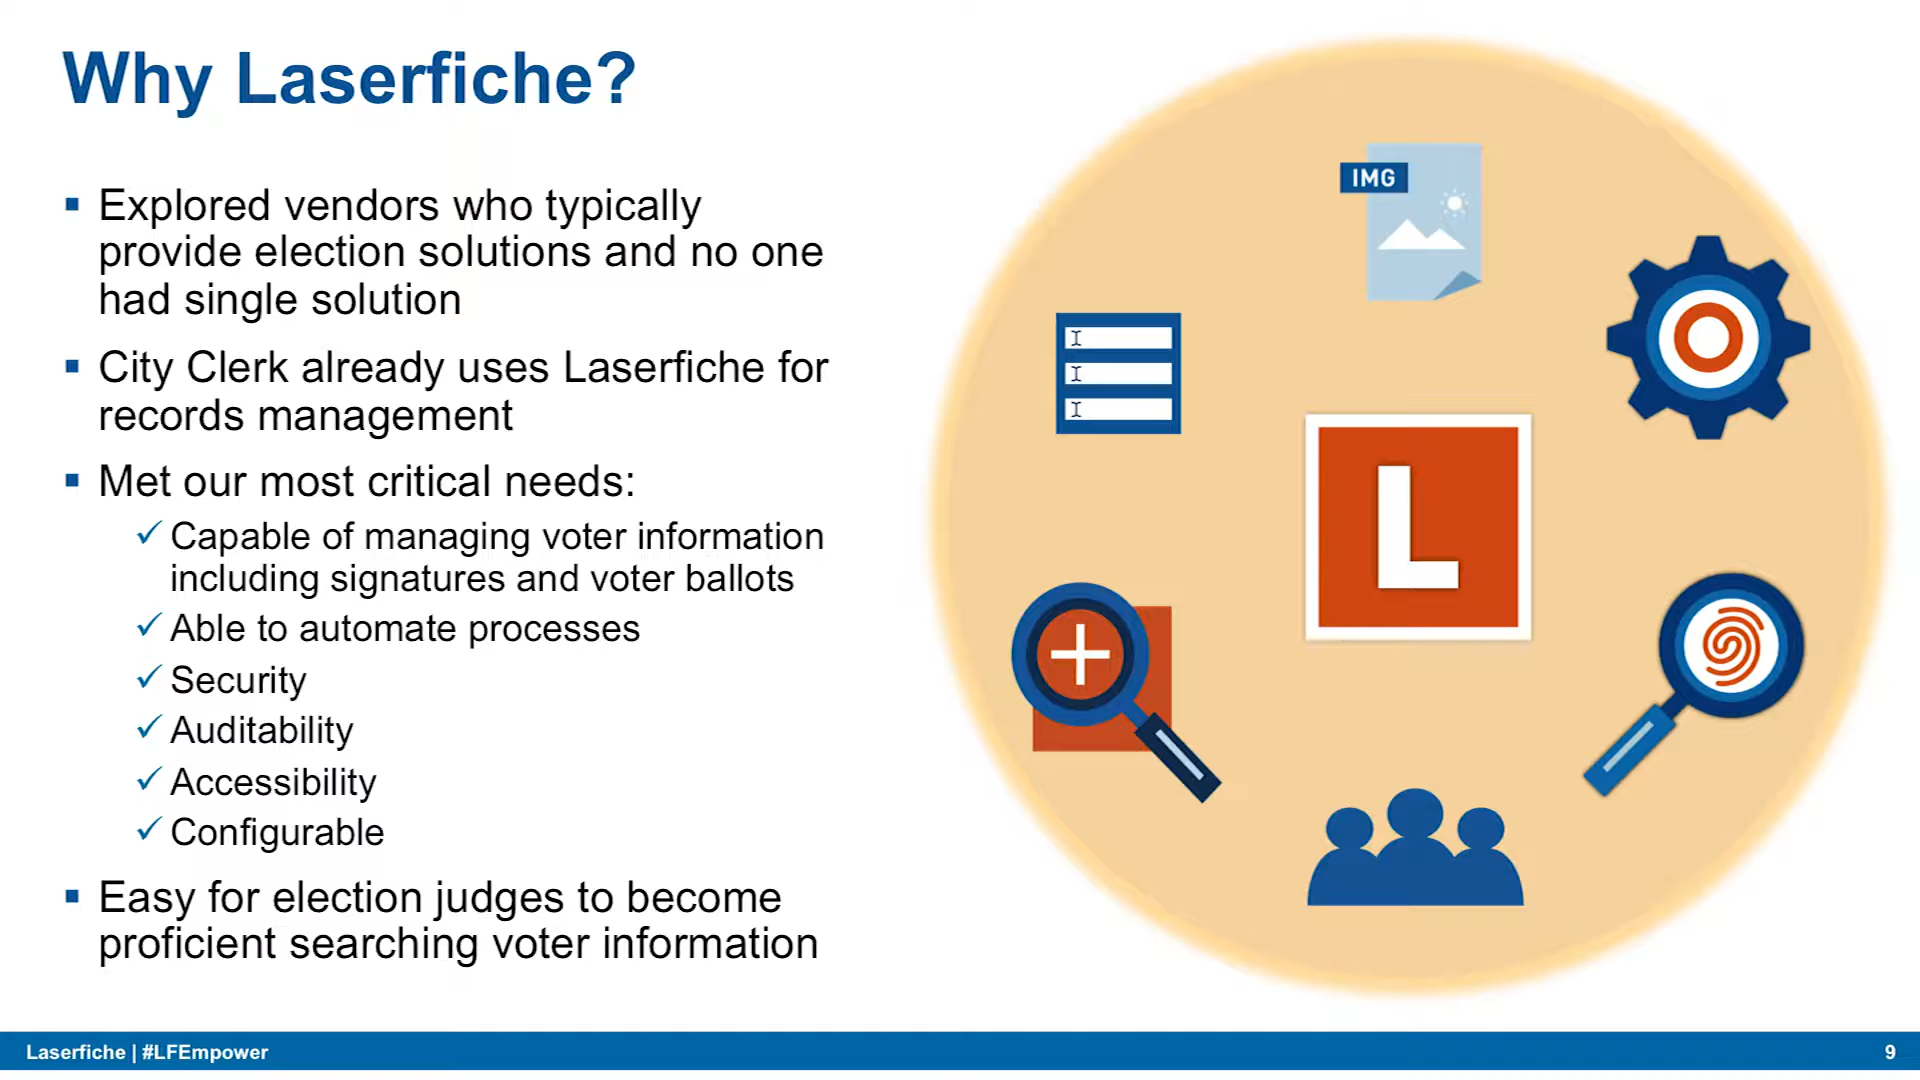 Why Laserfiche?
▪ Explored vendors who typically
provide election solutions and no one
had single solution
▪ City Clerk already uses Laserfiche for
records management
▪ Met our most critical needs:
✓ Capable of managing voter information
including signatures and voter ballots
✓ Able to automate processes
✓ Security
✓ Auditability
✓ Accessibility
✓ Configurable
▪ Easy for election judges to become
proficient searching voter information
IMG
L
Laserfiche | #LFEmpower
9